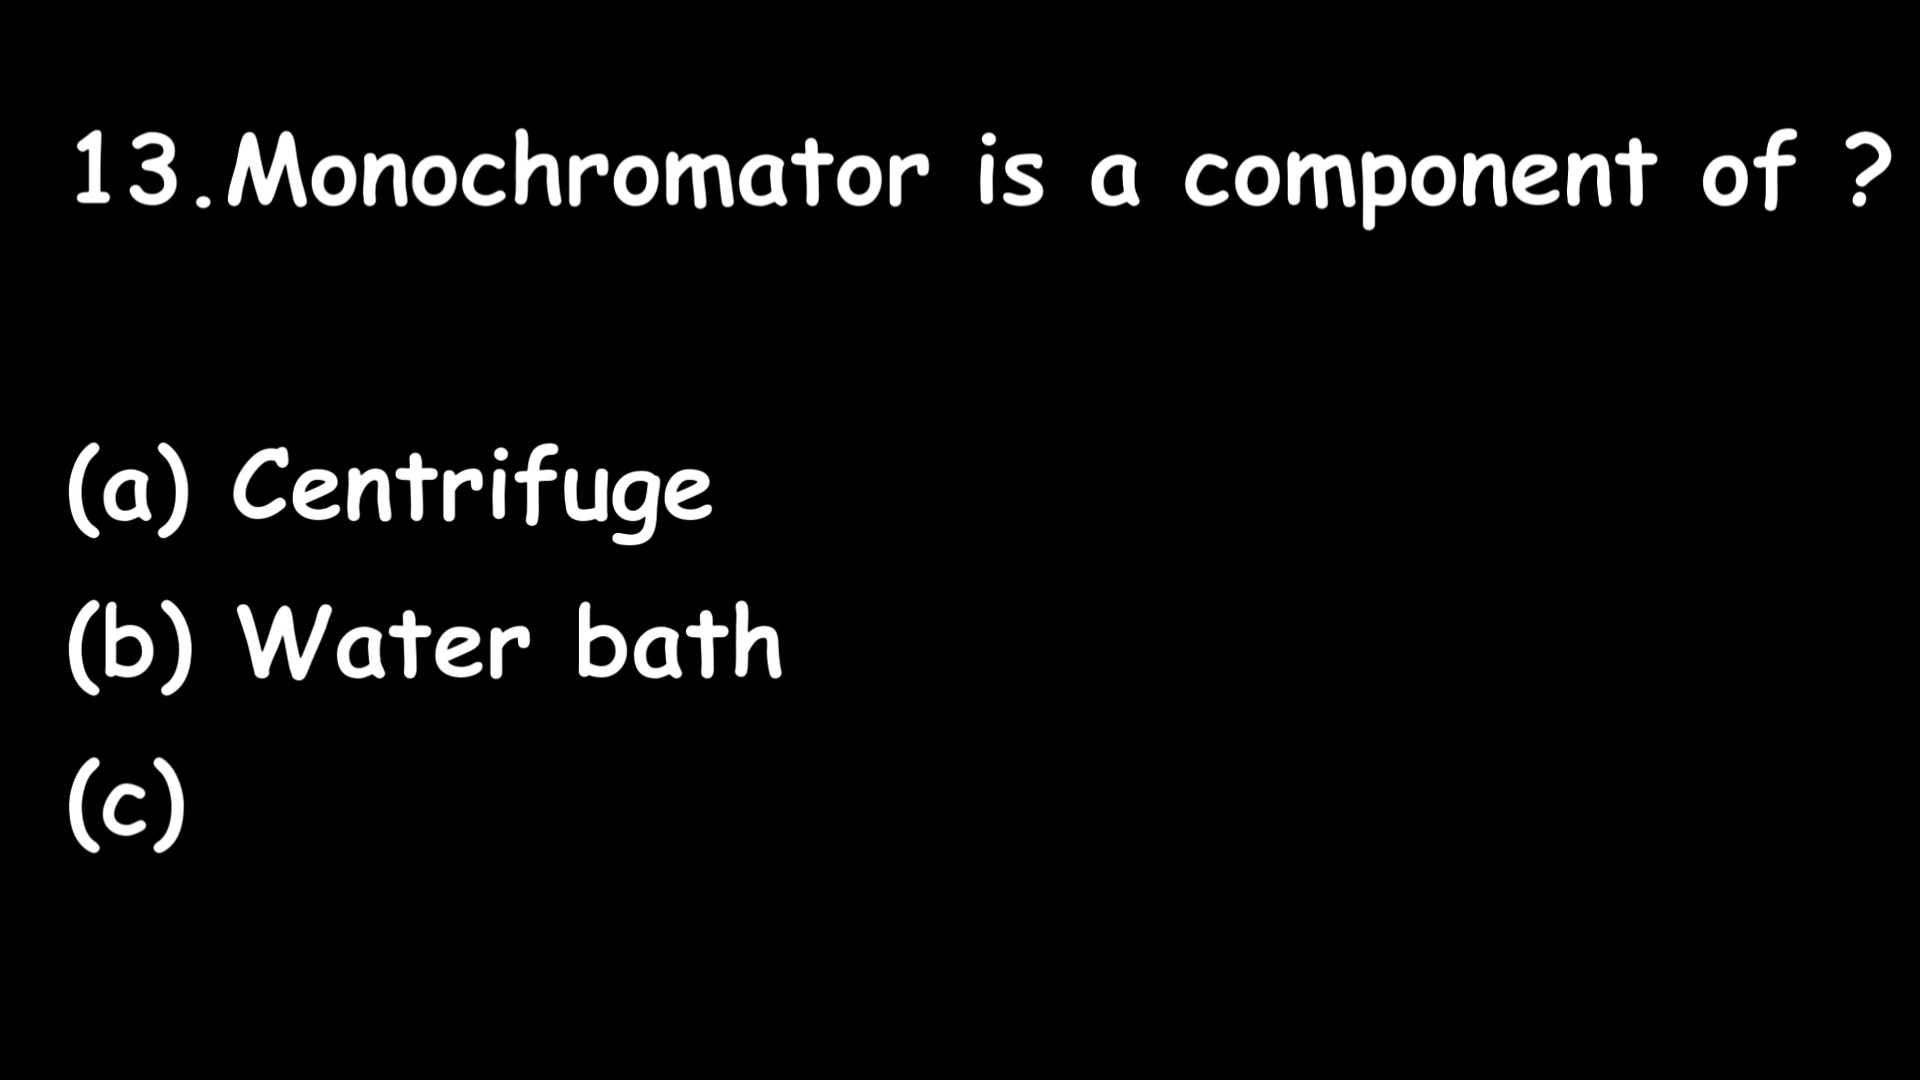 13.Monochromator is a component of ?
(a) Centrifuge
(b) Water bath
(c)